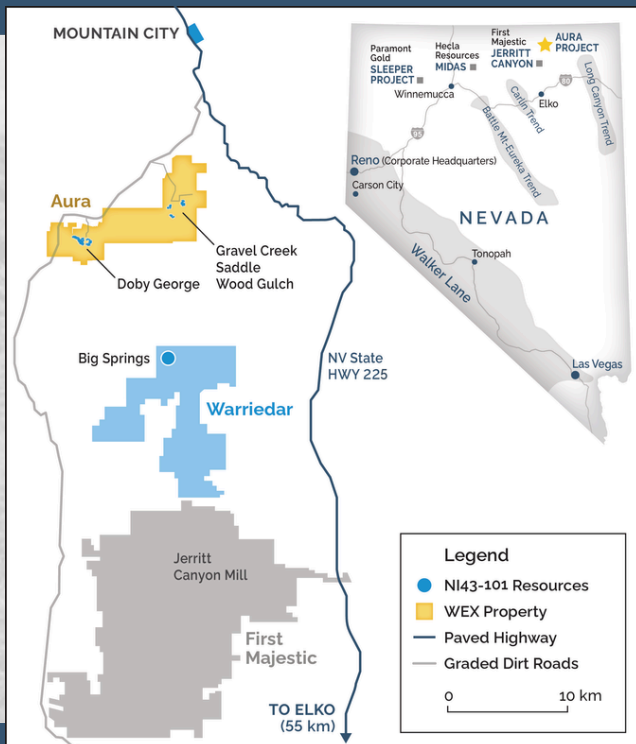 MOUNTAIN CITY
Aura
Gravel Creek
Saddle
Wood Gulch
Doby George
Big Springs
NV State
HWY 225
Warriedar
Jerritt
Canyon Mill
First
Majestic
TO ELKO
(55 km)
Paramont
Gold
SLEEPER
PROJECT
Hecla
Resources
MIDAS
First
Majestic
JERRITT
CANYON
AURA
PROJECT
Winnemucca
80
Elko
Carlin Trend
Long Canyon Trend
Battle Mt-Eureka Trend
95
Reno (Corporate Headquarters)
Carson City
NEVADA
Tonopah
Walker Lane
Las Vegas
Legend
NI43-101 Resources
WEX Property
Paved Highway
Graded Dirt Roads
0 10 km